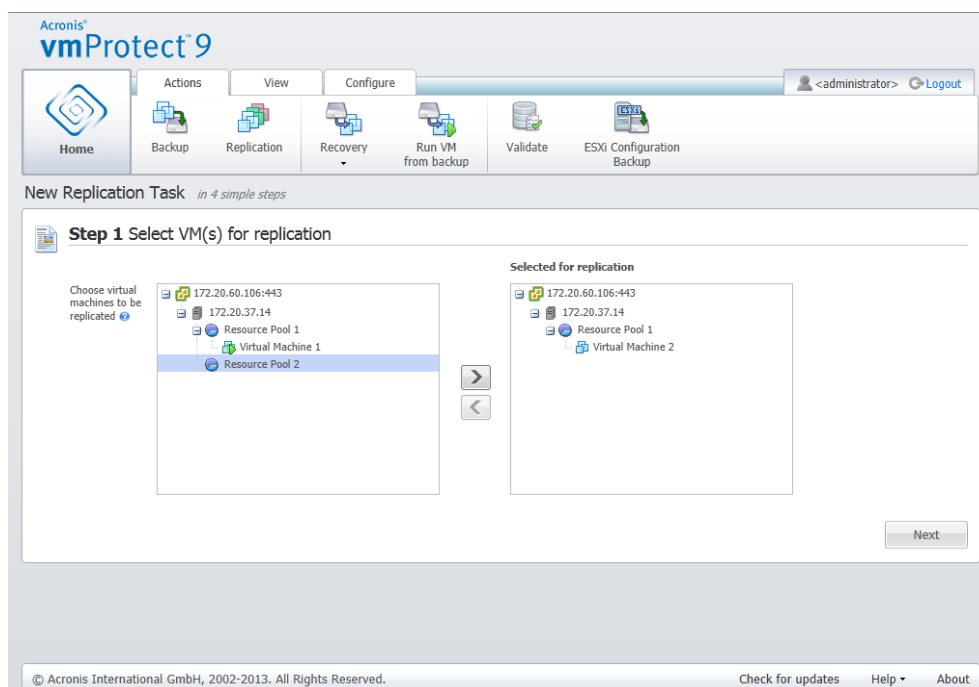 Acronis®
vmProtect™9
Actions View Configure
<administrator> Logout
Home
Backup
Replication
Recovery
Run VM
from backup
Validate
ESXi
ESXi Configuration
Backup
New Replication Task in 4 simple steps
Step 1 Select VM(s) for replication
Choose virtual
machines to be
replicated ?
172.20.60.106:443
172.20.37.14
Resource Pool 1
Virtual Machine 1
Resource Pool 2
Selected for replication
172.20.60.106:443
172.20.37.14
Resource Pool 1
Virtual Machine 2
Next
© Acronis International GmbH, 2002-2013. All Rights Reserved.
Check for updates Help About